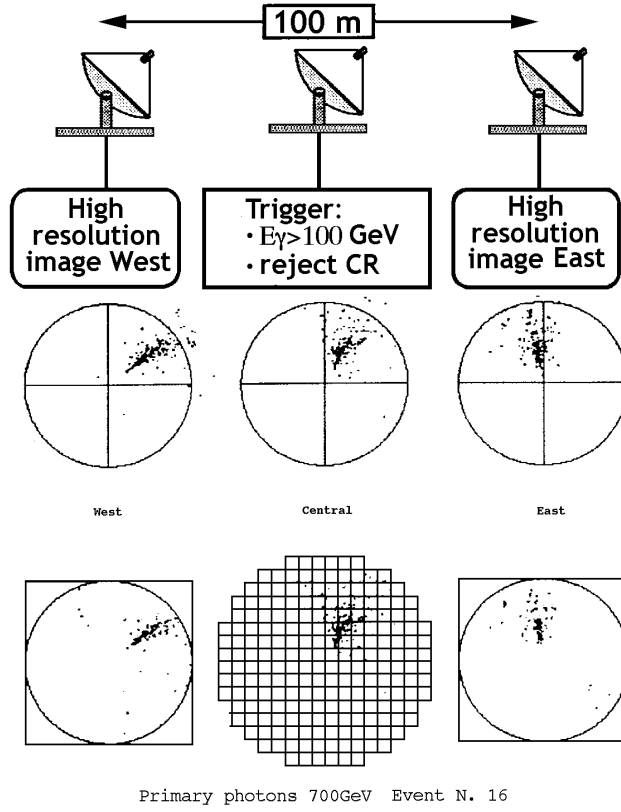 100 m
High
resolution
image West
Trigger:
· Eγ>100 GeV
· reject CR
High
resolution
image East
West
Central
East
Primary photons 700GeV Event N. 16